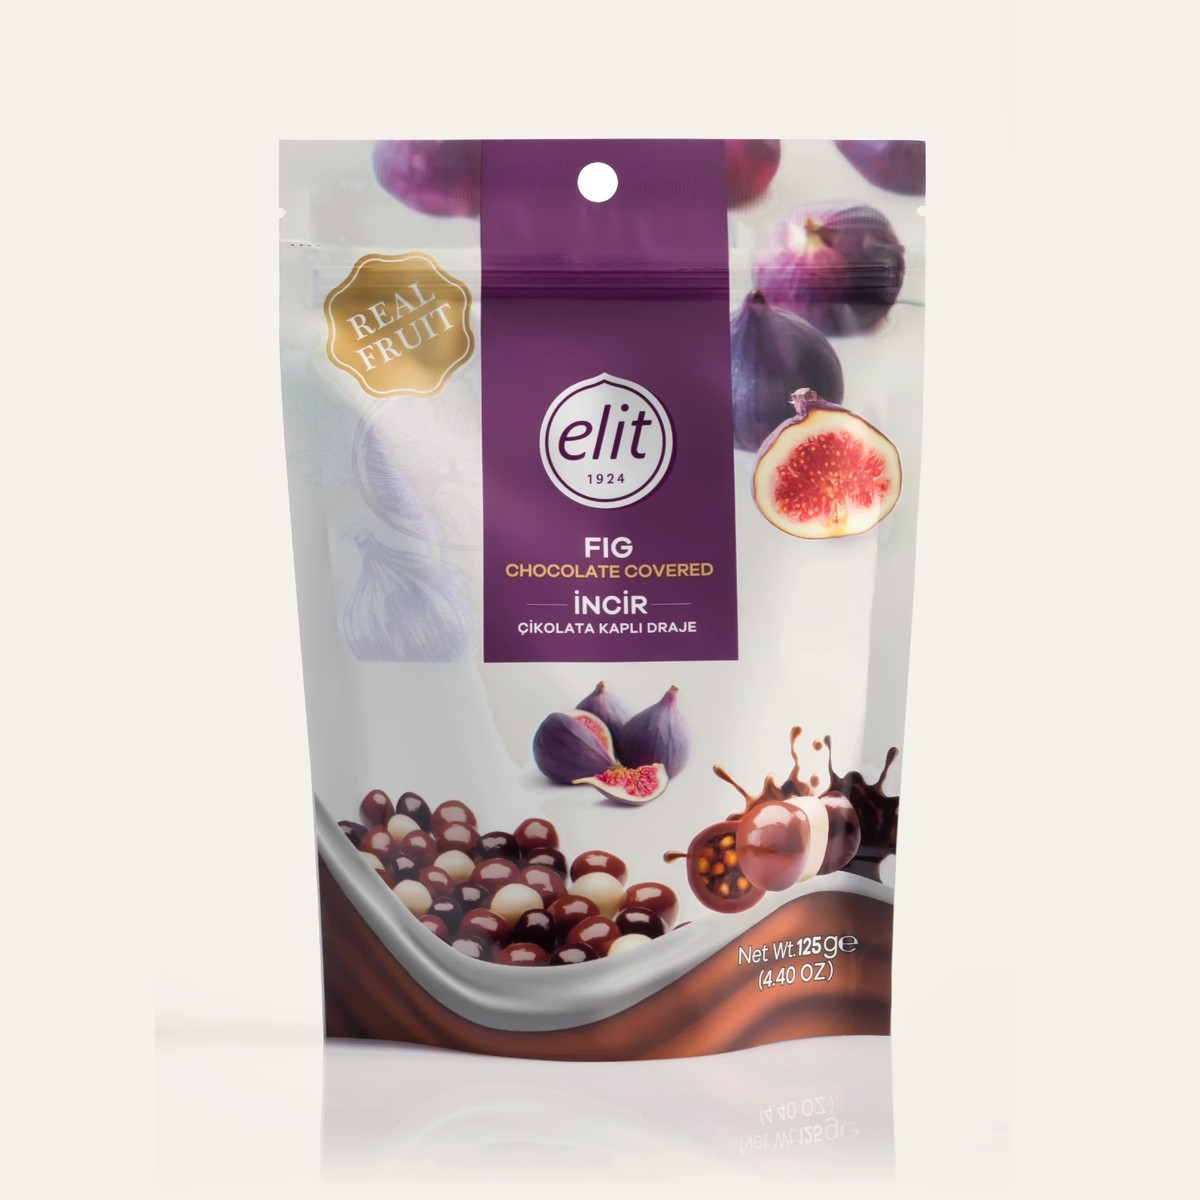 REAL
FRUIT
elit
1924
FIG
CHOCOLATE COVERED
İNCİR
ÇİKOLATA KAPLI DRAJE
Net Wt.125g℮
(4.40 OZ)